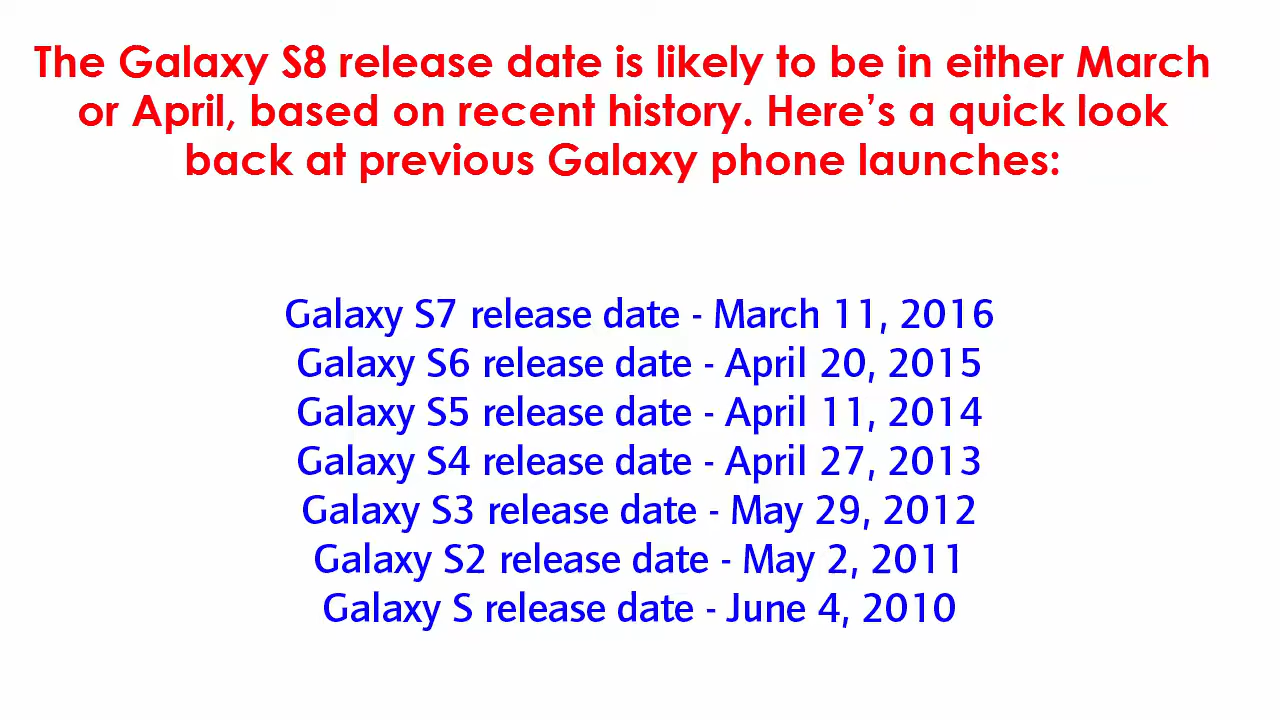 The Galaxy S8 release date is likely to be in either March
or April, based on recent history. Here’s a quick look
back at previous Galaxy phone launches:
Galaxy S7 release date - March 11, 2016
Galaxy S6 release date - April 20, 2015
Galaxy S5 release date - April 11, 2014
Galaxy S4 release date - April 27, 2013
Galaxy S3 release date - May 29, 2012
Galaxy S2 release date - May 2, 2011
Galaxy S release date - June 4, 2010